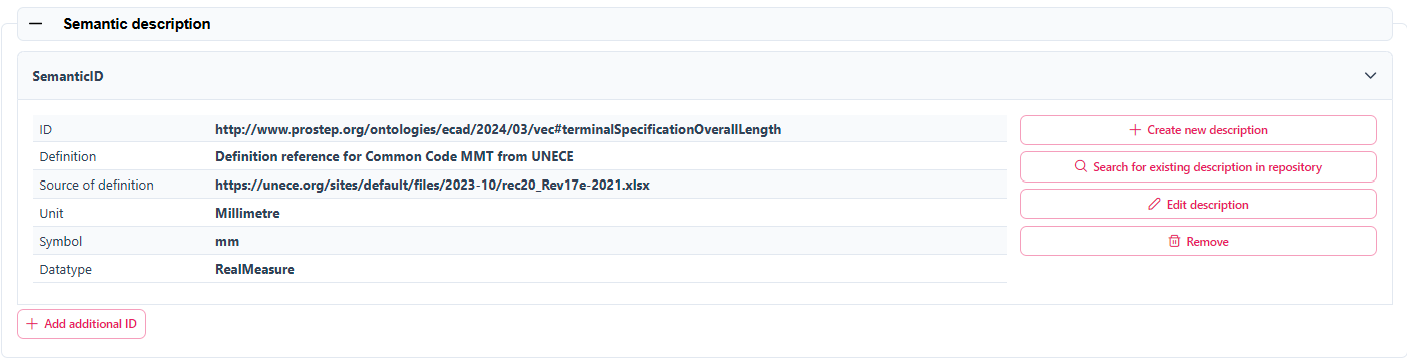 Semantic description
SemanticID
ID http://www.prostep.org/ontologies/ecad/2024/03/vec#terminalSpecificationOverallLength
Definition Definition reference for Common Code MMT from UNECE
Source of definition https://unece.org/sites/default/files/2023-10/rec20_Rev17e-2021.xlsx
Unit Millimetre
Symbol mm
Datatype RealMeasure
Create new description
Search for existing description in repository
Edit description
Remove
Add additional ID